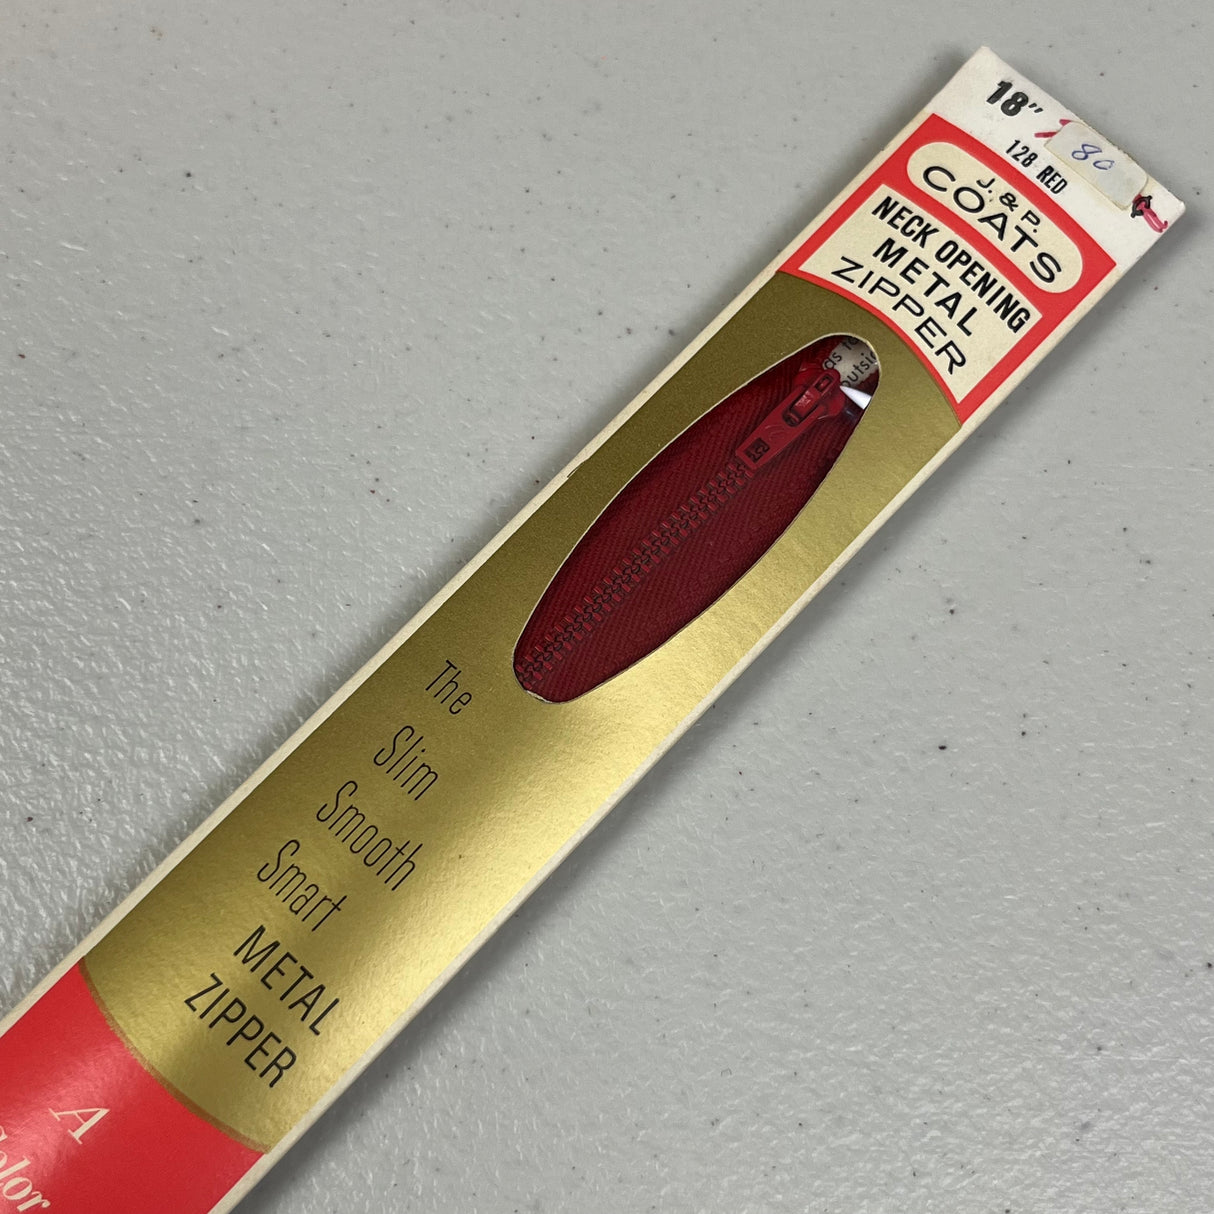 18"
128 RED
80
J. & P.
COATS
NECK OPENING
METAL
ZIPPER
The
Slim
Smooth
Smart
METAL
ZIPPER
A